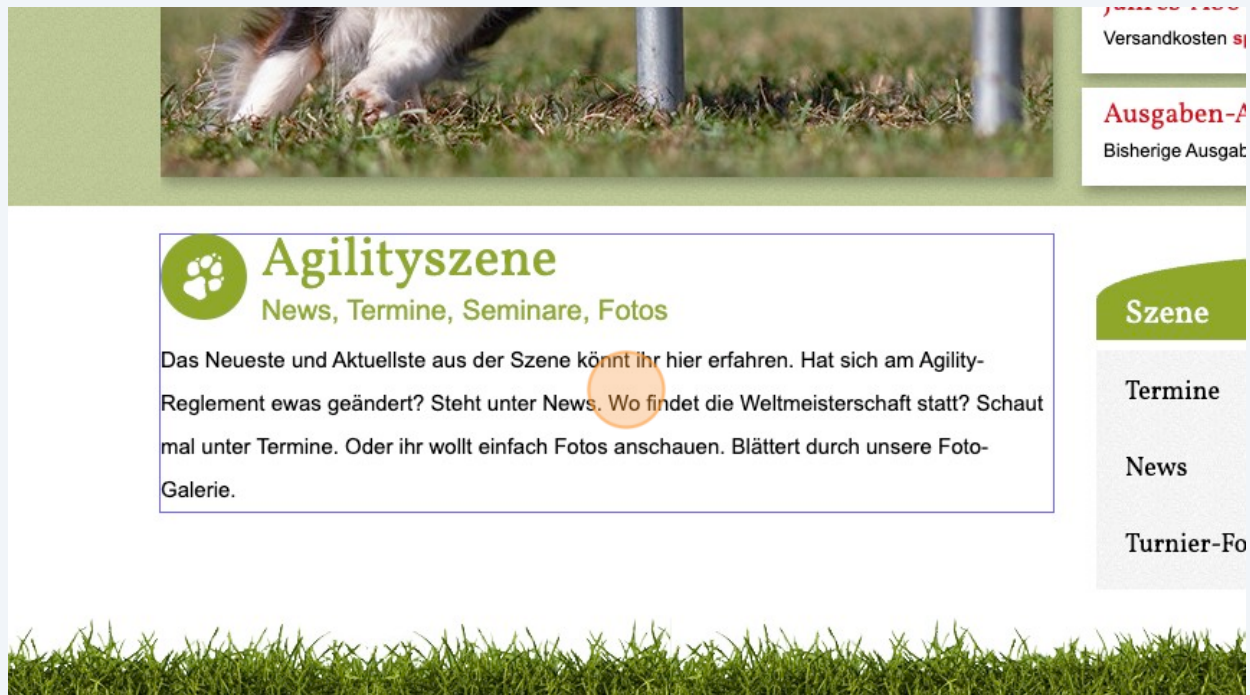 Versandkosten
Ausgaben-A
Bisherige Ausgab
Agilityszene
News, Termine, Seminare, Fotos
Das Neueste und Aktuellste aus der Szene könnt ihr hier erfahren. Hat sich am Agility-
Reglement ewas geändert? Steht unter News. Wo findet die Weltmeisterschaft statt? Schaut
mal unter Termine. Oder ihr wollt einfach Fotos anschauen. Blättert durch unsere Foto-
Galerie.
Szene
Termine
News
Turnier-Fo